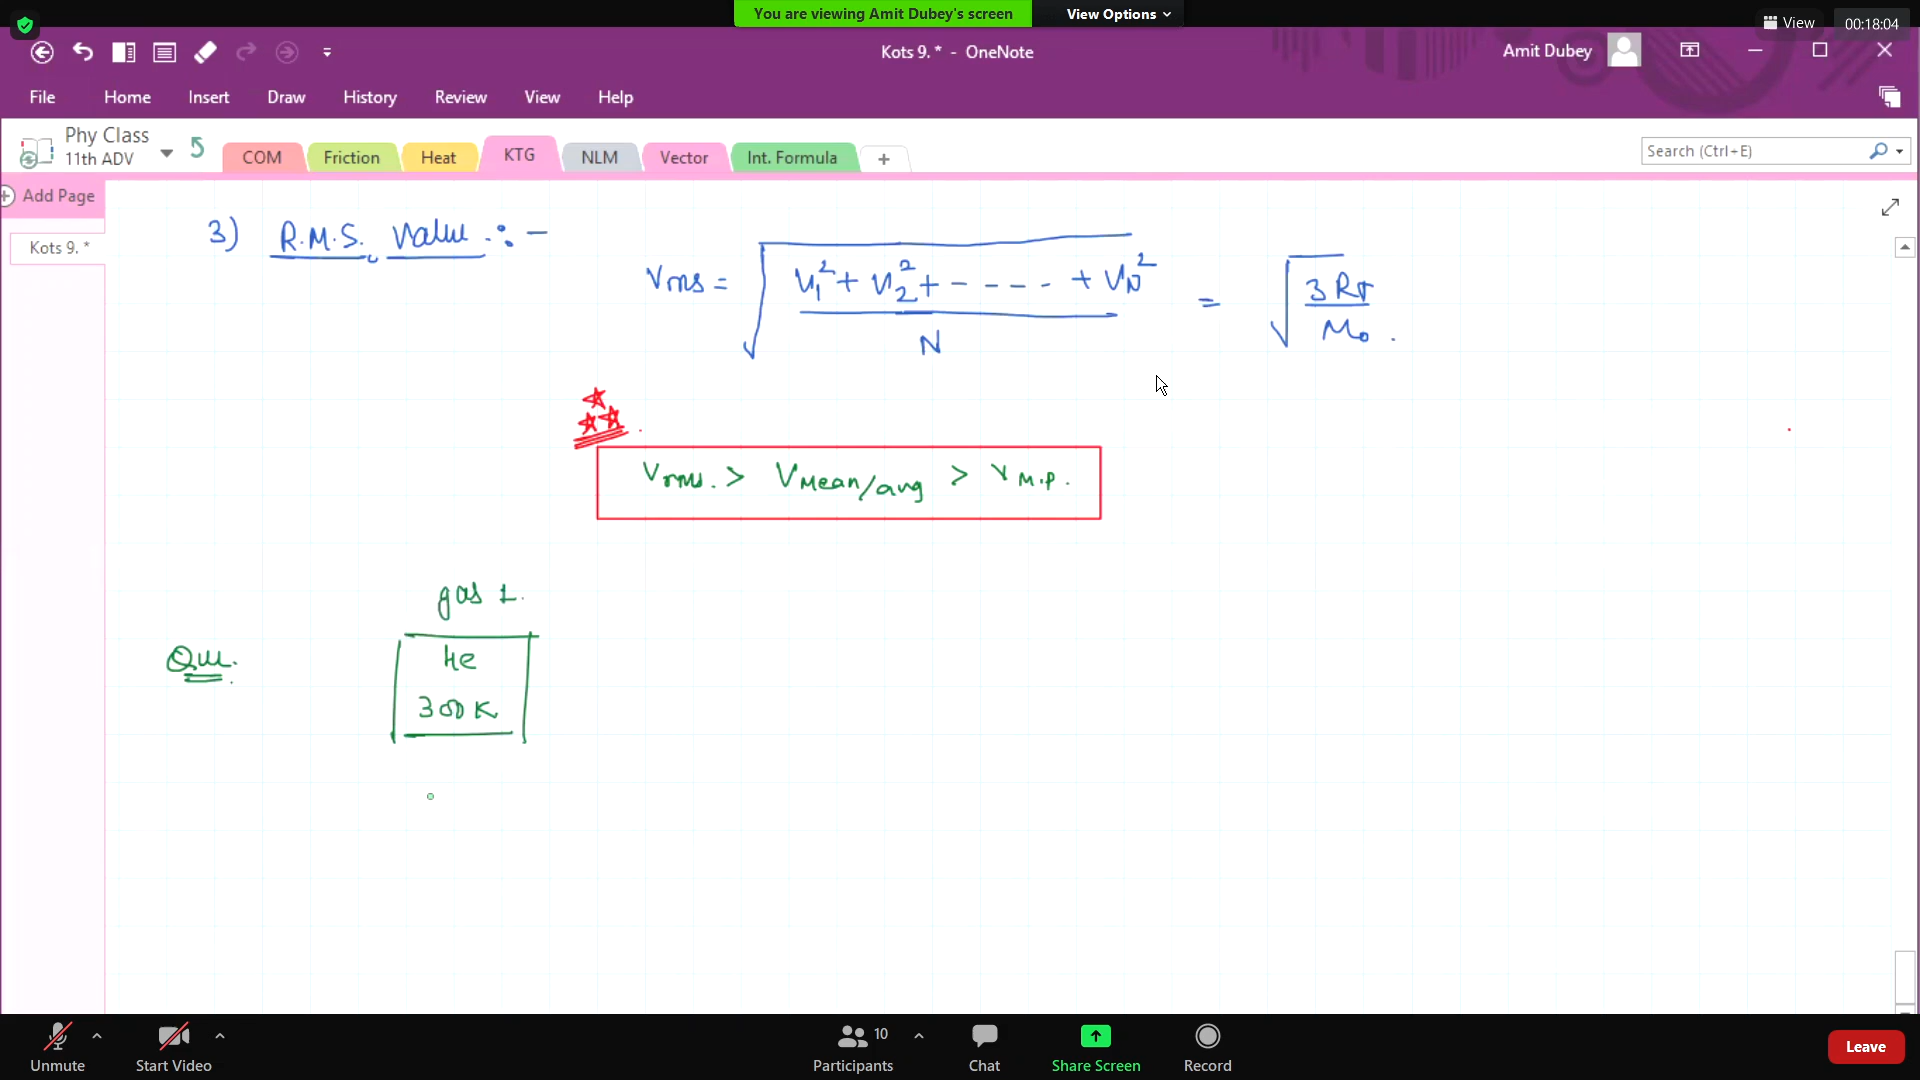 You are viewing Amit Dubey's screen View Options
View 00:18:04
Kots 9.* - OneNote
Amit Dubey
File Home Insert Draw History Review View Help
Phy Class
11th ADV
COM Friction Heat KTG NLM Vector Int. Formula +
Search (Ctrl+E)
Add Page
Kots 9. *
3) R.M.S. Value :-
Vrms = √((V₁² + V₂² + - - - - + V_N²)/N) = √(3RT/M₀).
Vrms. > VMean/avg > VM.P.
gas 1.
Que.
He
300K
Unmute Start Video 10 Participants Chat Share Screen Record Leave